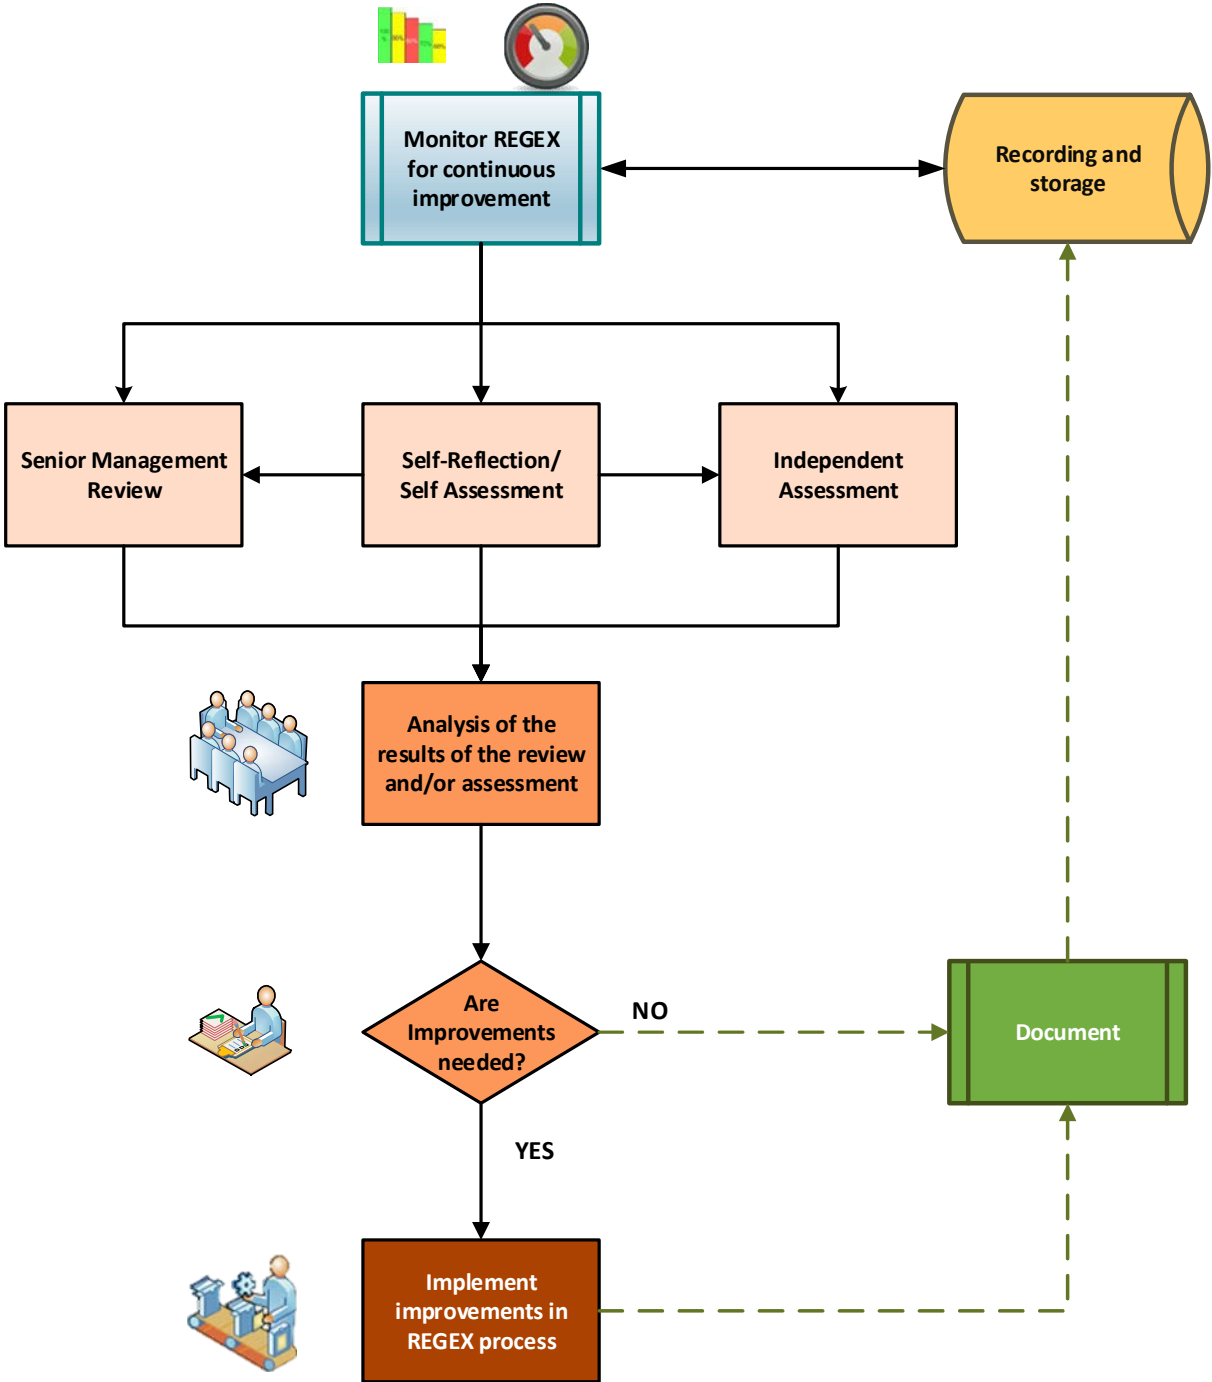 Monitor REGEX
for continuous
improvement
Recording and
storage
Senior Management
Review
Self-Reflection/
Self Assessment
Independent
Assessment
Analysis of the
results of the review
and/or assessment
Are
Improvements
needed?
NO
Document
YES
Implement
improvements in
REGEX process